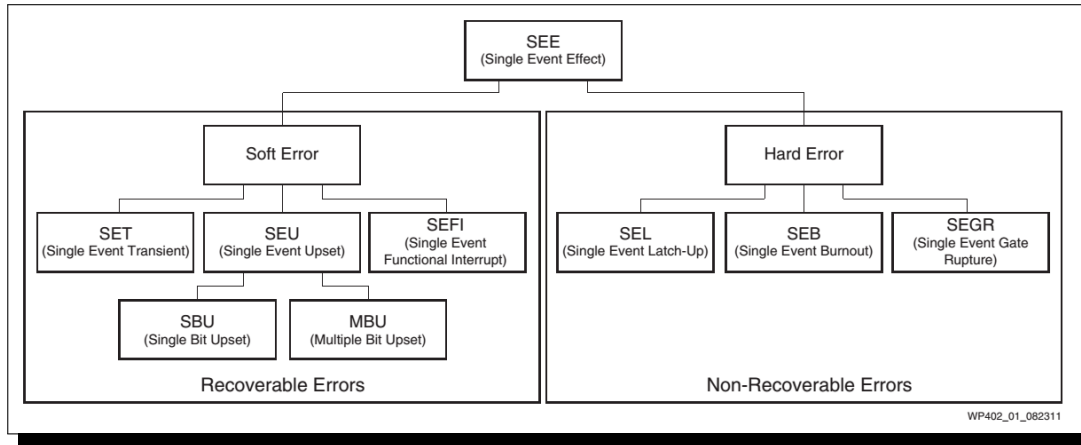 SEE
(Single Event Effect)
Soft Error
Hard Error
SET
(Single Event Transient)
SEU
(Single Event Upset)
SEFI
(Single Event
Functional Interrupt)
SEL
(Single Event Latch-Up)
SEB
(Single Event Burnout)
SEGR
(Single Event Gate
Rupture)
SBU
(Single Bit Upset)
MBU
(Multiple Bit Upset)
Recoverable Errors
Non-Recoverable Errors
WP402_01_082311